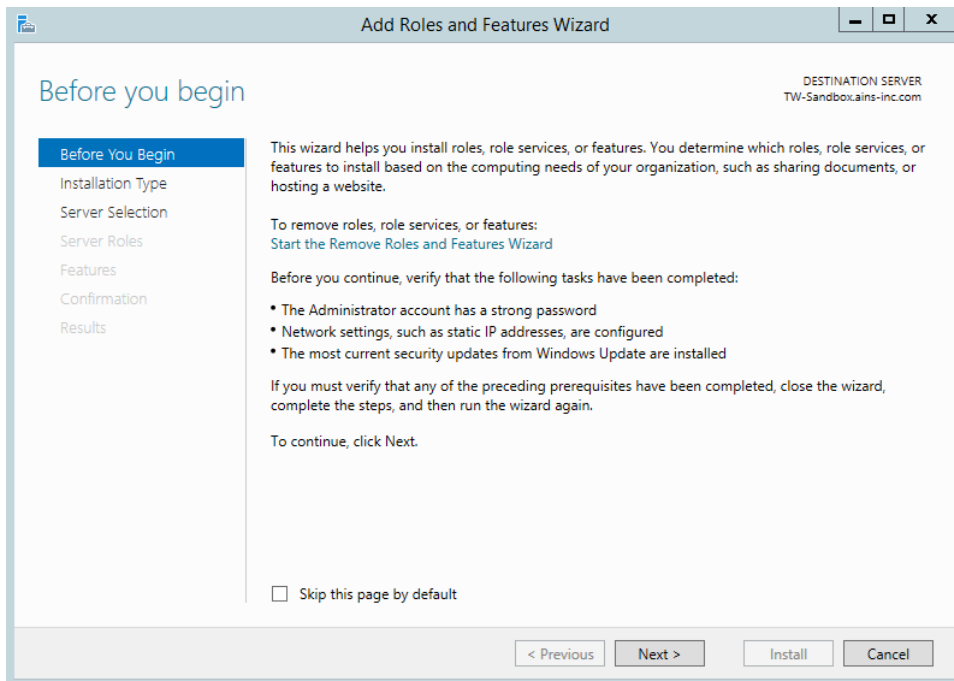 Add Roles and Features Wizard
Before you begin
DESTINATION SERVER
TW-Sandbox.ains-inc.com
Before You Begin
Installation Type
Server Selection
Server Roles
Features
Confirmation
Results
This wizard helps you install roles, role services, or features. You determine which roles, role services, or
features to install based on the computing needs of your organization, such as sharing documents, or
hosting a website.
To remove roles, role services, or features:
Start the Remove Roles and Features Wizard
Before you continue, verify that the following tasks have been completed:
• The Administrator account has a strong password
• Network settings, such as static IP addresses, are configured
• The most current security updates from Windows Update are installed
If you must verify that any of the preceding prerequisites have been completed, close the wizard,
complete the steps, and then run the wizard again.
To continue, click Next.
Skip this page by default
< Previous
Next >
Install
Cancel